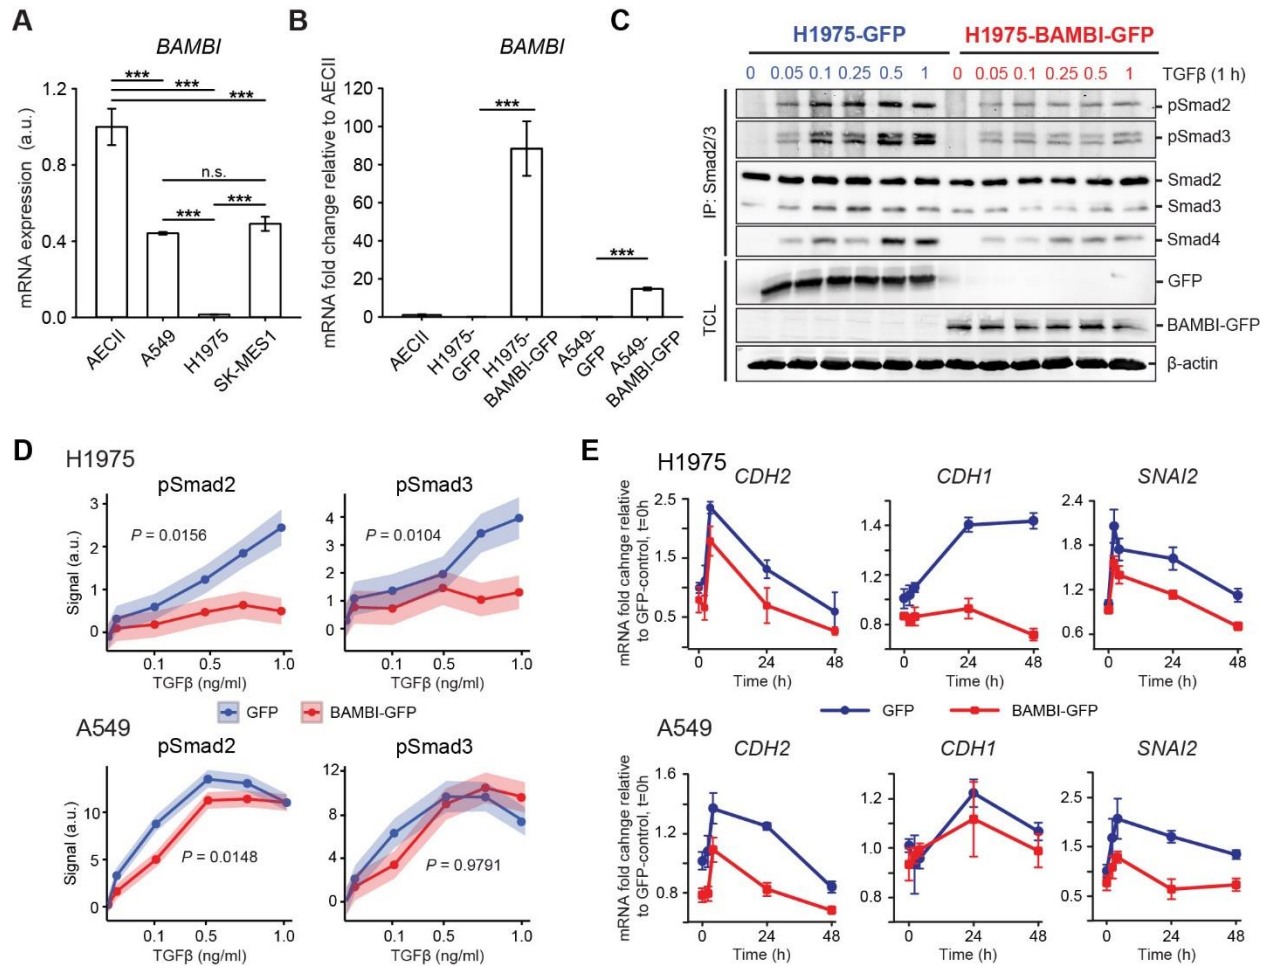 A
BAMBI
mRNA expression (a.u.)
1.2
0.8
0.4
0.0
***
***
***
n.s.
***
***
AECII
A549
H1975
SK-MES1
B
BAMBI
mRNA fold change relative to AECII
120
100
80
60
40
20
0
***
***
AECII
H1975-
GFP
H1975-
BAMBI-GFP
A549-
GFP
A549-
BAMBI-GFP
C
H1975-GFP
H1975-BAMBI-GFP
0 0.05 0.1 0.25 0.5 1 0 0.05 0.1 0.25 0.5 1 TGFβ (1 h)
IP: Smad2/3
pSmad2
pSmad3
Smad2
Smad3
Smad4
TCL
GFP
BAMBI-GFP
β-actin
D
H1975
pSmad2
Signal (a.u.)
3
2
1
0
P = 0.0156
0.1 0.5 1.0
TGFβ (ng/ml)
pSmad3
4
3
2
1
0
P = 0.0104
0.1 0.5 1.0
TGFβ (ng/ml)
GFP BAMBI-GFP
A549
pSmad2
Signal (a.u.)
10
5
0
P = 0.0148
0.1 0.5 1.0
TGFβ (ng/ml)
pSmad3
12
8
4
0
P = 0.9791
0.1 0.5 1.0
TGFβ (ng/ml)
E
H1975
CDH2
mRNA fold cahnge relative
to GFP-control, t=0h
2.5
1.5
0.5
0 24 48
Time (h)
CDH1
1.4
1.2
0.8
0 24 48
Time (h)
SNAI2
2.4
1.8
1.2
0.6
0 24 48
Time (h)
GFP BAMBI-GFP
A549
CDH2
mRNA fold cahnge relative
to GFP-control, t=0h
1.6
1.2
0.8
0 24 48
Time (h)
CDH1
1.2
1.0
0.8
0 24 48
Time (h)
SNAI2
2.5
1.5
0.5
0 24 48
Time (h)